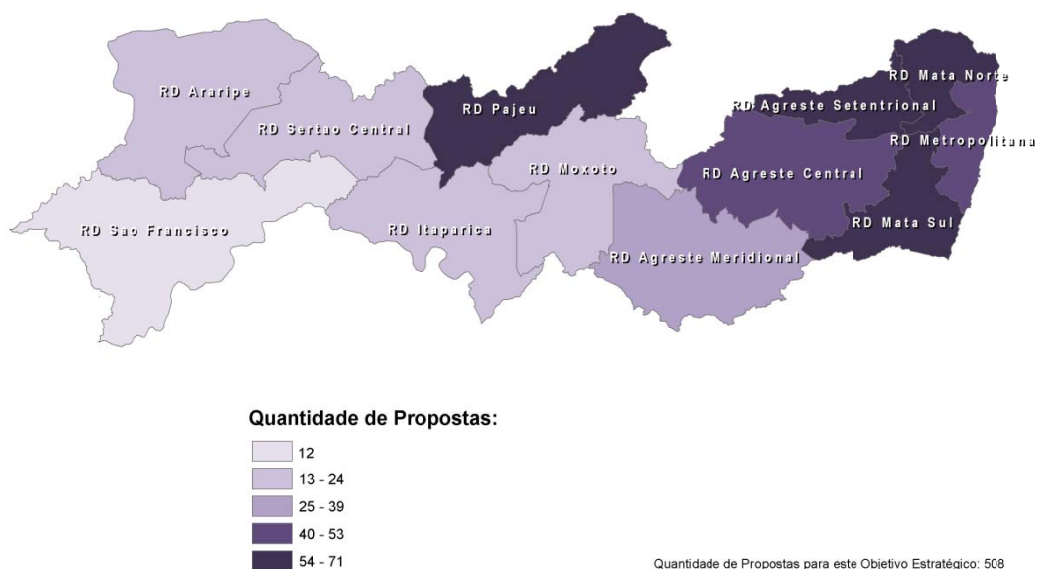 RD Mata Norte
RD Araripe
RD Pajeu
RD Agreste Setentrional
RD Sertao Central
RD Metropolitana
RD Moxoto
RD Agreste Central
RD Mata Sul
RD Sao Francisco
RD Itaparica
RD Agreste Meridional
Quantidade de Propostas:
12
13 - 24
25 - 39
40 - 53
54 - 71
Quantidade de Propostas para este Objetivo Estratégico: 508